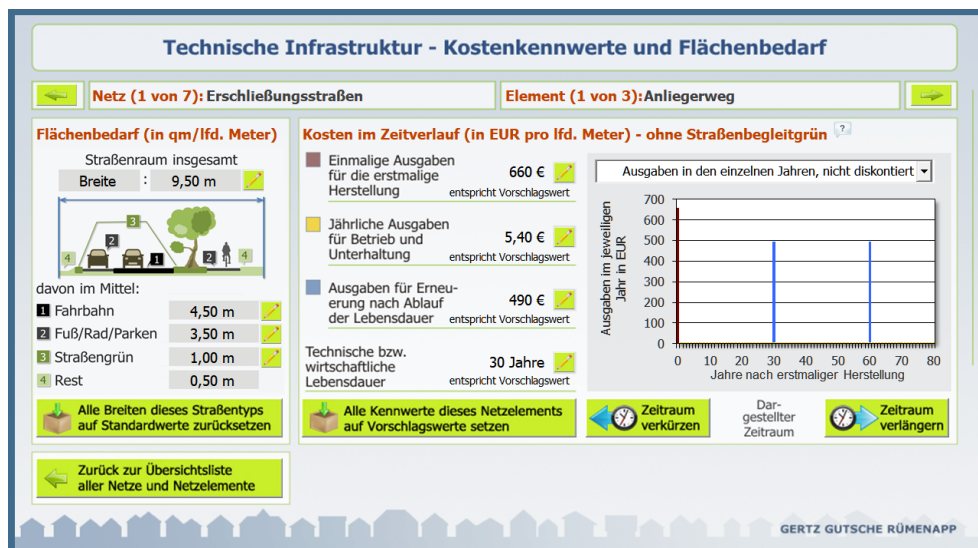 Technische Infrastruktur - Kostenkennwerte und Flächenbedarf
Netz (1 von 7): Erschließungsstraßen
Element (1 von 3):Anliegerweg
Flächenbedarf (in qm/lfd. Meter)
Straßenraum insgesamt
Breite : 9,50 m
3
2
4
1
2
4
davon im Mittel:
1 Fahrbahn 4,50 m
2 Fuß/Rad/Parken 3,50 m
3 Straßengrün 1,00 m
4 Rest 0,50 m
Alle Breiten dieses Straßentyps
auf Standardwerte zurücksetzen
Zurück zur Übersichtsliste
aller Netze und Netzelemente
Kosten im Zeitverlauf (in EUR pro lfd. Meter) - ohne Straßenbegleitgrün ?
Einmalige Ausgaben
für die erstmalige
Herstellung
660 €
entspricht Vorschlagswert
Jährliche Ausgaben
für Betrieb und
Unterhaltung
5,40 €
entspricht Vorschlagswert
Ausgaben für Erneu-
erung nach Ablauf
der Lebensdauer
490 €
entspricht Vorschlagswert
Technische bzw.
wirtschaftliche
Lebensdauer
30 Jahre
entspricht Vorschlagswert
Alle Kennwerte dieses Netzelements
auf Vorschlagswerte setzen
Ausgaben in den einzelnen Jahren, nicht diskontiert
Ausgaben im jeweiligen
Jahr in EUR
700
600
500
400
300
200
100
0
0 10 20 30 40 50 60 70 80
Jahre nach erstmaliger Herstellung
Zeitraum
verkürzen
Dar-
gestellter
Zeitraum
Zeitraum
verlängern
GERTZ GUTSCHE RÜMENAPP